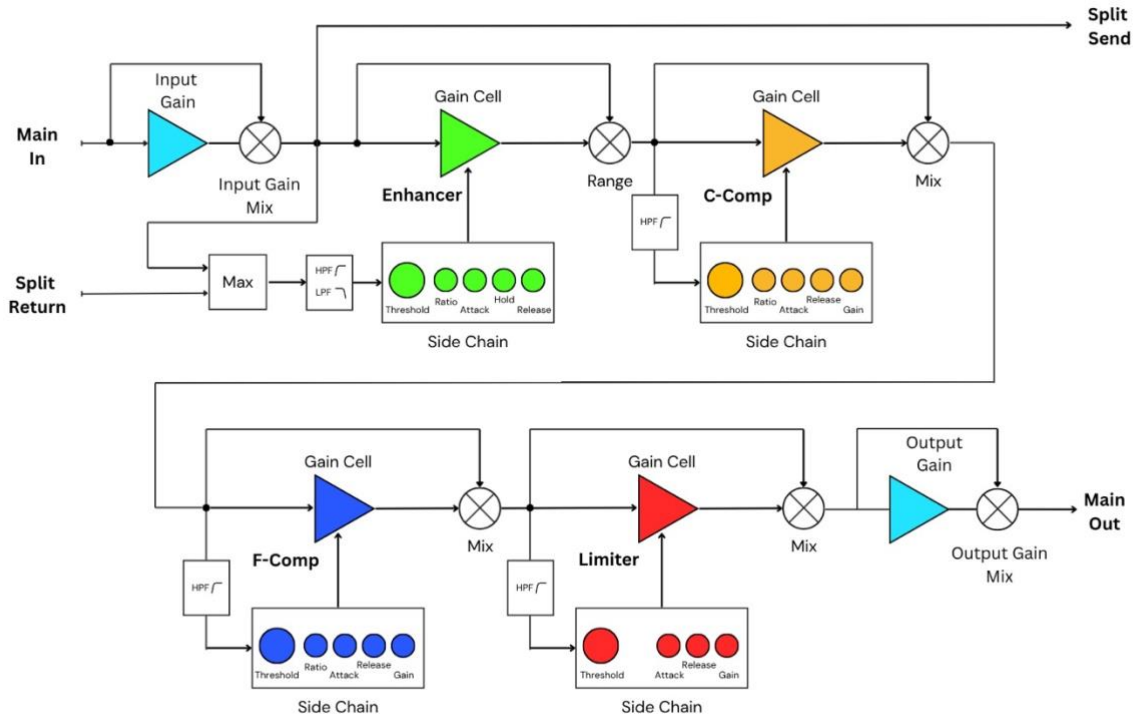 Split
Send
Input
Gain
Main
In
Input Gain
Mix
Gain Cell
Enhancer
Range
Gain Cell
C-Comp
Mix
HPF
Split
Return
Max
HPF
LPF
Threshold
Ratio
Attack
Hold
Release
Side Chain
Threshold
Ratio
Attack
Release
Gain
Side Chain
Gain Cell
F-Comp
Mix
HPF
Threshold
Ratio
Attack
Release
Gain
Side Chain
Gain Cell
Limiter
Mix
HPF
Threshold
Attack
Release
Gain
Side Chain
Output
Gain
Output Gain
Mix
Main
Out